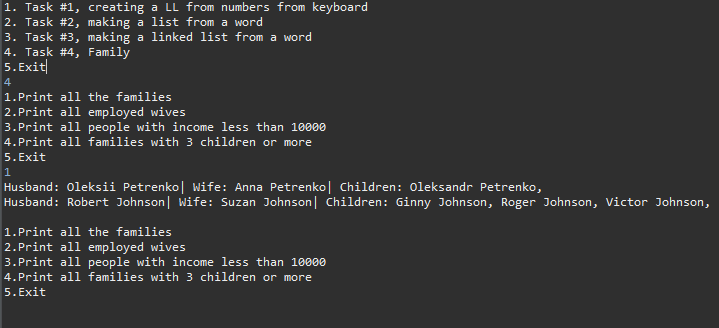 1. Task #1, creating a LL from numbers from keyboard
2. Task #2, making a list from a word
3. Task #3, making a linked list from a word
4. Task #4, Family
5.Exit
4
1.Print all the families
2.Print all employed wives
3.Print all people with income less than 10000
4.Print all families with 3 children or more
5.Exit
1
Husband: Oleksii Petrenko| Wife: Anna Petrenko| Children: Oleksandr Petrenko,
Husband: Robert Johnson| Wife: Suzan Johnson| Children: Ginny Johnson, Roger Johnson, Victor Johnson,
1.Print all the families
2.Print all employed wives
3.Print all people with income less than 10000
4.Print all families with 3 children or more
5.Exit